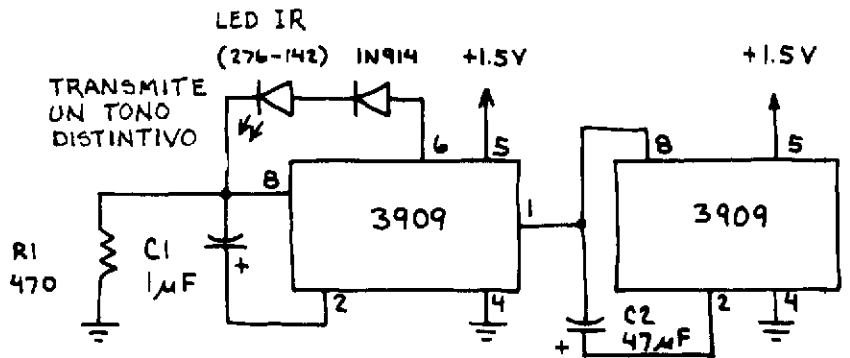 LED IR
(276-142) 1N914 +1.5V +1.5V
TRANSMITE
UN TONO
DISTINTIVO
6 5 8 5
8
3909 1 3909
R1 C1
470 1μF
+ 2 4 2 4
C2
+ 47μF